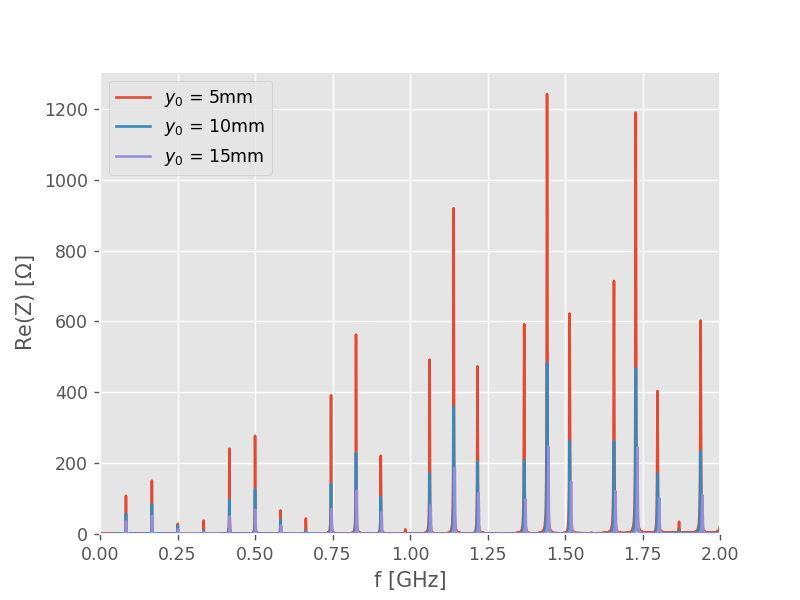 y₀ = 5mm
y₀ = 10mm
y₀ = 15mm
1200
1000
800
600
400
200
0
Re(Z) [Ω]
0.00 0.25 0.50 0.75 1.00 1.25 1.50 1.75 2.00
f [GHz]